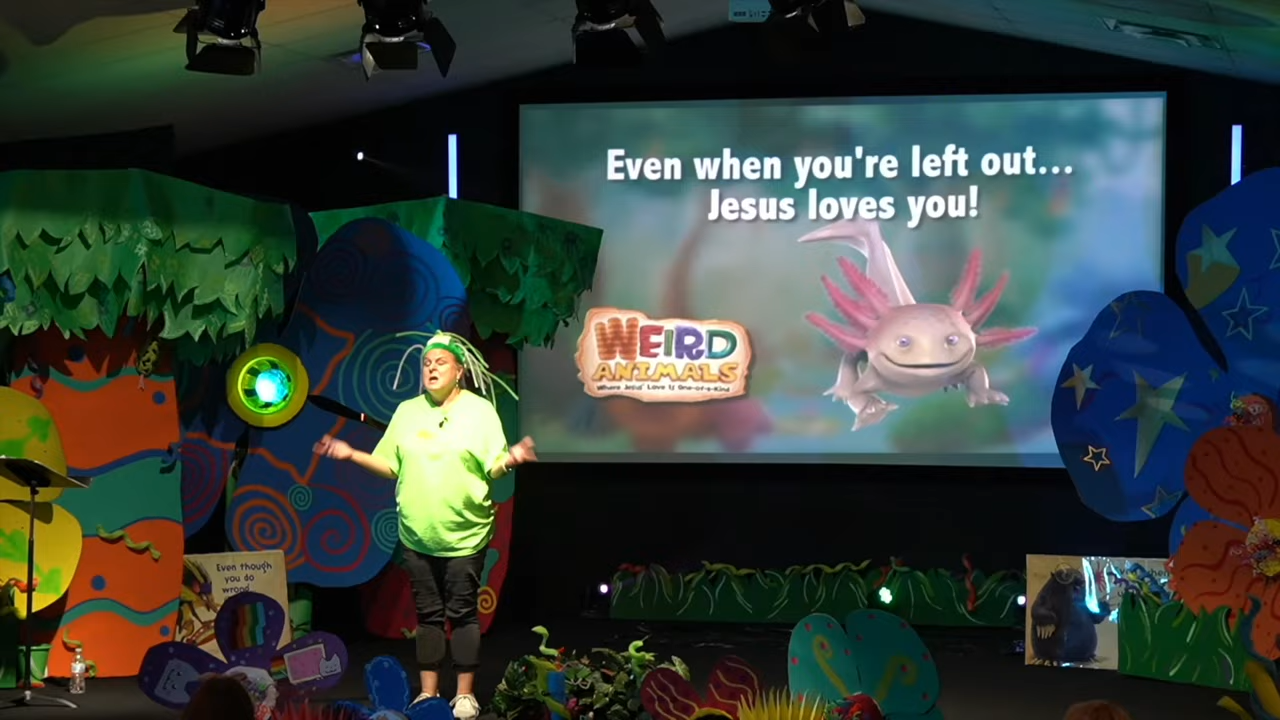 Even when you're left out...
Jesus loves you!
WEIRD
ANIMALS
Where Jesus' Love Is One-of-a-Kind
Even though
you do
wrong